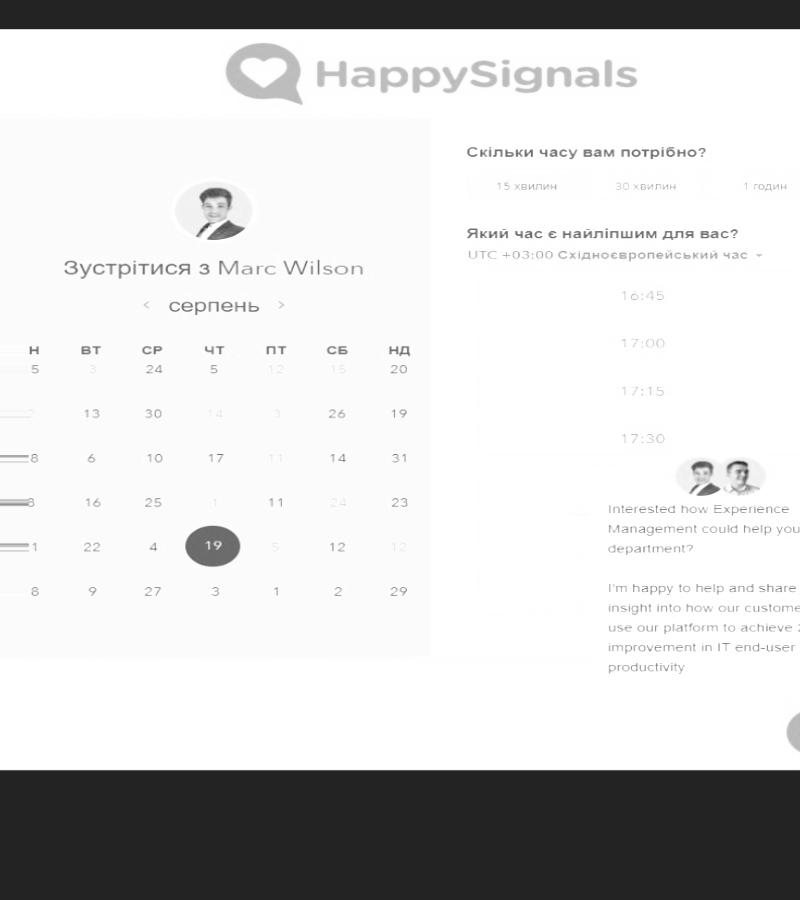 HappySignals
Зустрітися з Marc Wilson
< серпень >
Н ВТ СР ЧТ ПТ СБ НД
5 3 24 5 12 15 20
13 30 14 3 26 19
8 6 10 17 11 14 31
8 16 25 1 11 24 23
1 22 4 19 5 12 12
8 9 27 3 1 2 29
Скільки часу вам потрібно?
15 хвилин 30 хвилин 1 годин
Який час є найліпшим для вас?
UTC +03:00 Східноєвропейський час
16:45
17:00
17:15
17:30
Interested how Experience
Management could help you
department?
I'm happy to help and share
insight into how our custome
use our platform to achieve
improvement in IT end-user
productivity